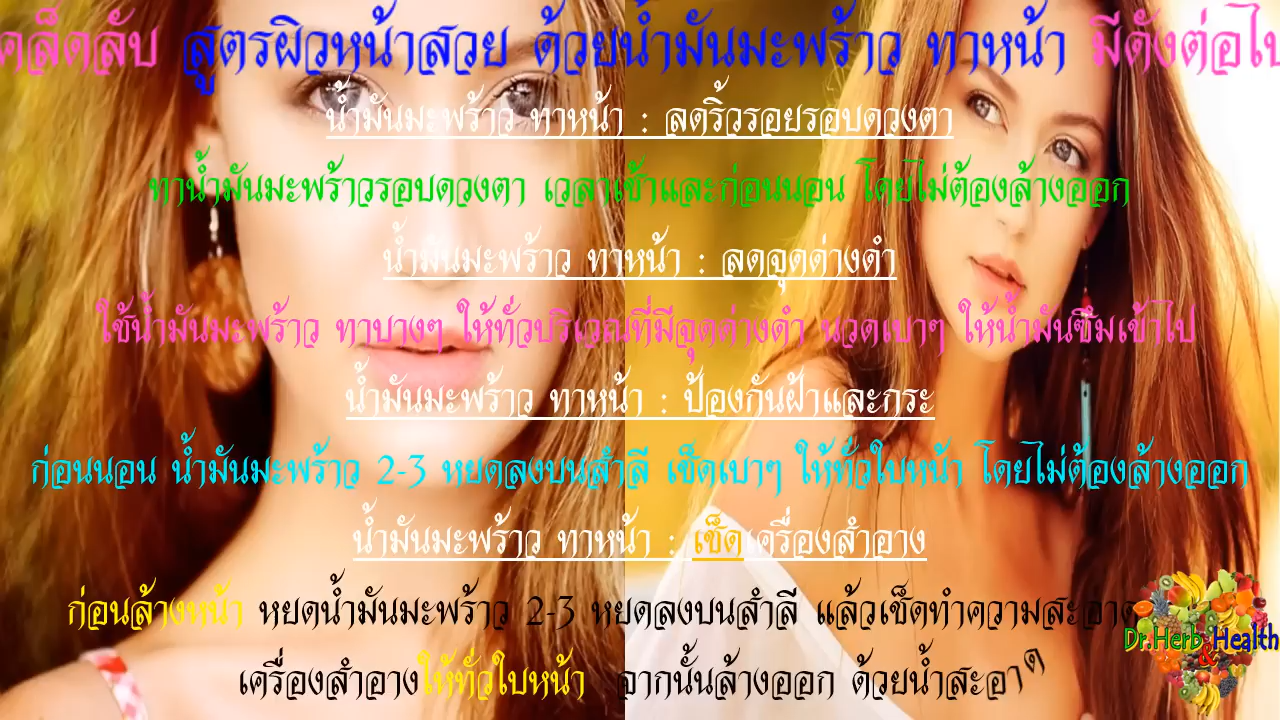 คล็ดลับ สูตรผิวหน้าสวย ด้วยน้ำมันมะพร้าว ทาหน้า มีดังต่อไป
น้ำมันมะพร้าว ทาหน้า : ลดริ้วรอยรอบดวงตา
ทาน้ำมันมะพร้าวรอบดวงตา เวลาเช้าและก่อนนอน โดยไม่ต้องล้างออก
น้ำมันมะพร้าว ทาหน้า : ลดจุดด่างดำ
ใช้น้ำมันมะพร้าว ทาบางๆ ให้ทั่วบริเวณที่มีจุดด่างดำ นวดเบาๆ ให้น้ำมันซึมเข้าไป
น้ำมันมะพร้าว ทาหน้า : ป้องกันฝ้าและกระ
ก่อนนอน น้ำมันมะพร้าว 2-3 หยดลงบนสำลี เช็ดเบาๆ ให้ทั่วใบหน้า โดยไม่ต้องล้างออก
น้ำมันมะพร้าว ทาหน้า : เช็ดเครื่องสำอาง
ก่อนล้างหน้า หยดน้ำมันมะพร้าว 2-3 หยดลงบนสำลี แล้วเช็ดทำความสะอาด
เครื่องสำอางให้ทั่วใบหน้า จากนั้นล้างออก ด้วยน้ำสะอาด
Dr.Herb & Health